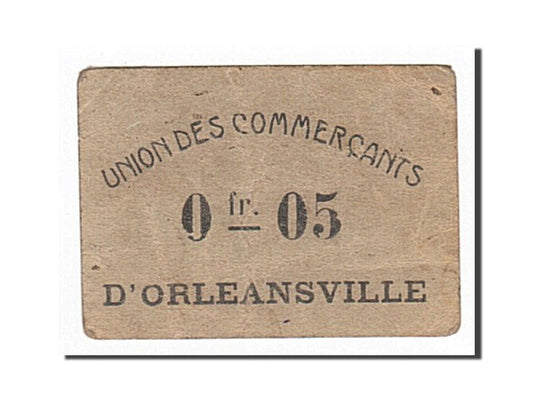 UNION DES COMMERÇANTS
0 fr. 05
D'ORLEANSVILLE